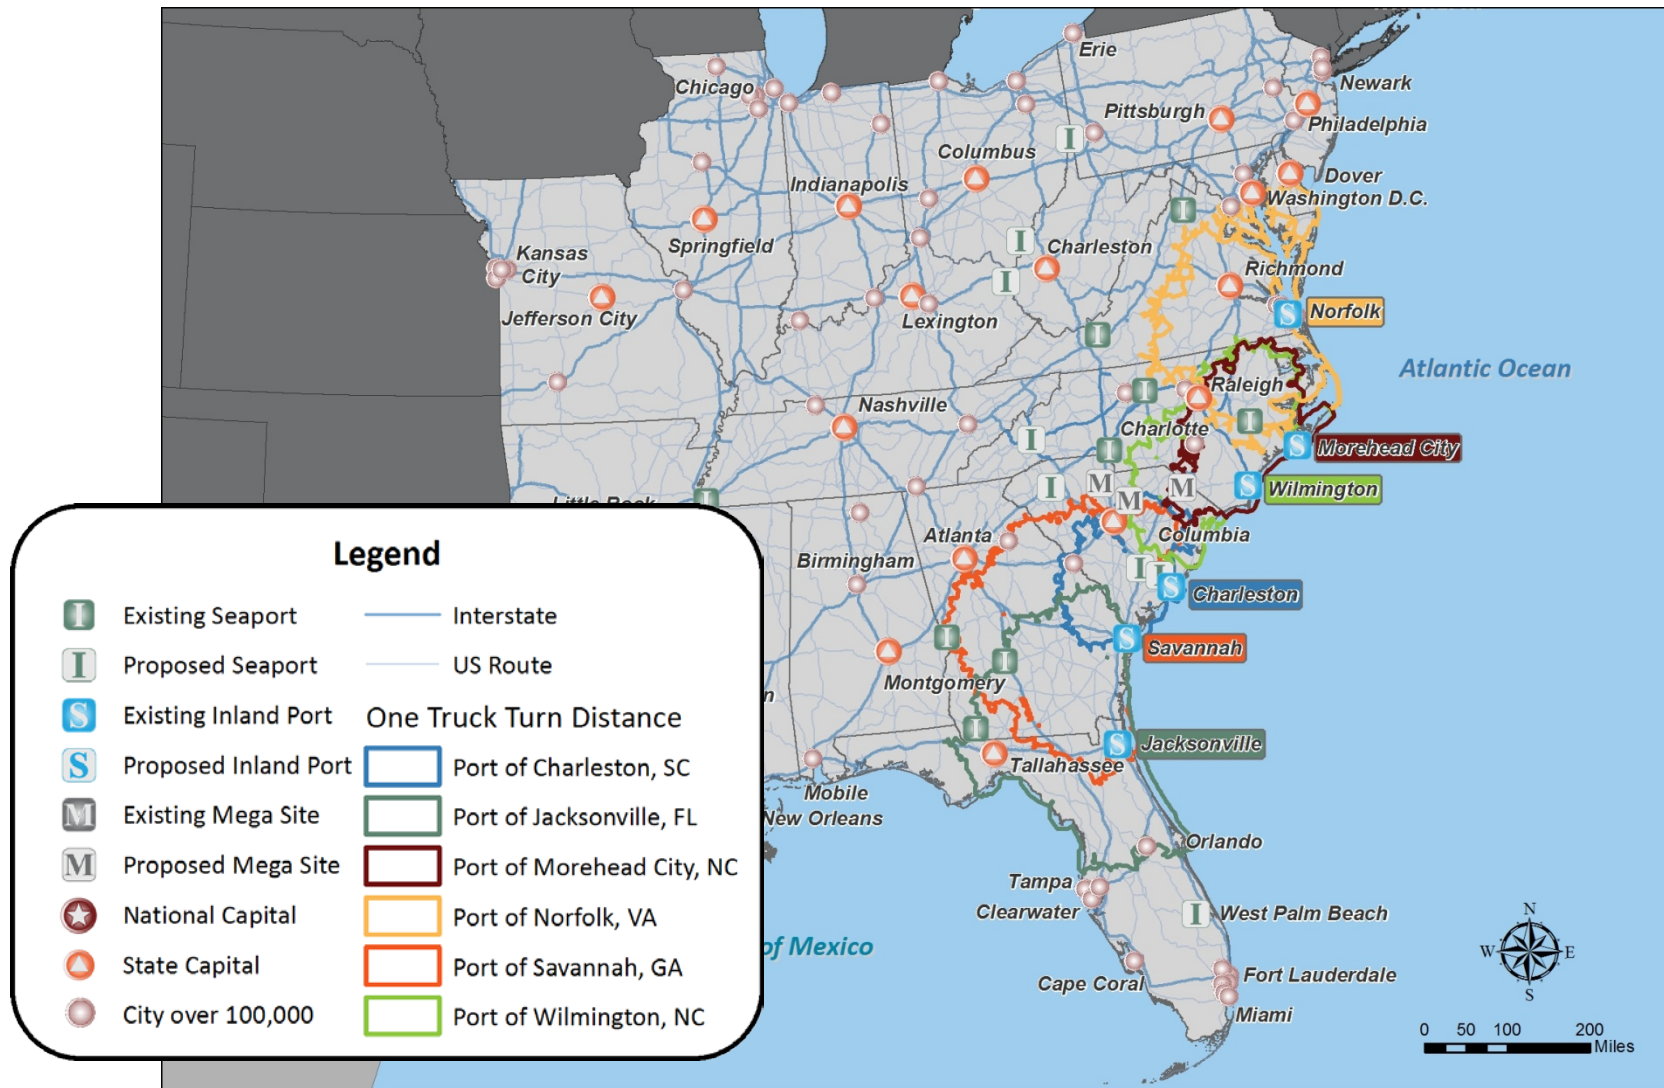 Erie
Chicago
Newark
Pittsburgh
Philadelphia
Columbus
Indianapolis
Dover
Washington D.C.
Springfield
Charleston
Kansas
City
Richmond
Jefferson City
Lexington
Norfolk
Atlantic Ocean
Raleigh
Nashville
Charlotte
Morehead City
Wilmington
Columbia
Atlanta
Birmingham
Charleston
Savannah
Montgomery
Jacksonville
Tallahassee
Mobile
New Orleans
Orlando
Tampa
Clearwater
West Palm Beach
of Mexico
Cape Coral
Fort Lauderdale
Miami
Legend
I Existing Seaport
I Proposed Seaport
S Existing Inland Port
S Proposed Inland Port
M Existing Mega Site
M Proposed Mega Site
National Capital
State Capital
City over 100,000
Interstate
US Route
One Truck Turn Distance
Port of Charleston, SC
Port of Jacksonville, FL
Port of Morehead City, NC
Port of Norfolk, VA
Port of Savannah, GA
Port of Wilmington, NC
N
W E
S
0 50 100 200
Miles